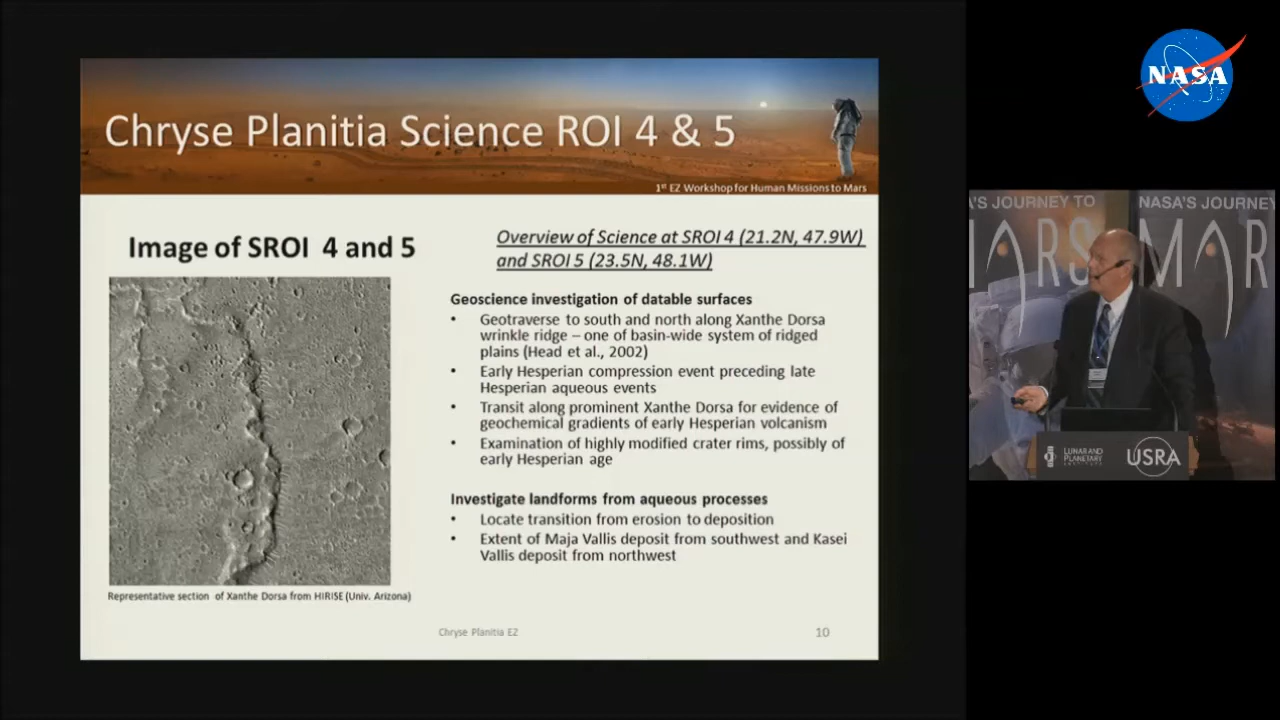 Chryse Planitia Science ROI 4 & 5
1st EZ Workshop for Human Missions to Mars
Image of SROI 4 and 5
Representative section of Xanthe Dorsa from HIRISE (Univ. Arizona)
Overview of Science at SROI 4 (21.2N, 47.9W)
and SROI 5 (23.5N, 48.1W)
Geoscience investigation of datable surfaces
• Geotraverse to south and north along Xanthe Dorsa
wrinkle ridge – one of basin-wide system of ridged
plains (Head et al., 2002)
• Early Hesperian compression event preceding late
Hesperian aqueous events
• Transit along prominent Xanthe Dorsa for evidence of
geochemical gradients of early Hesperian volcanism
• Examination of highly modified crater rims, possibly of
early Hesperian age
Investigate landforms from aqueous processes
• Locate transition from erosion to deposition
• Extent of Maja Vallis deposit from southwest and Kasei
Vallis deposit from northwest
Chryse Planitia EZ
10
NASA
'S JOURNEY TO
ARS
NASA'S JOURNEY
MAR
LUNAR AND
PLANETARY
INSTITUTE
USRA